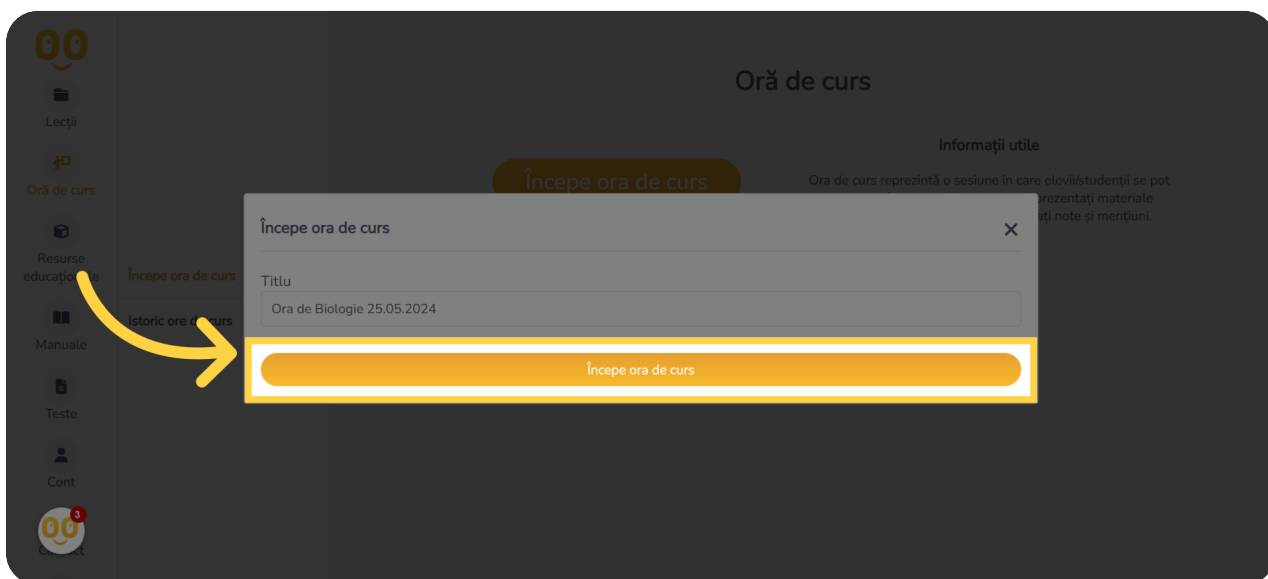 Lecții
Oră de curs
Resurse
Manuale
Teste
Cont
3
Începe ora de curs
Istoric ore de curs
Oră de curs
Începe ora de curs
Informații utile
Ora de curs reprezintă o sesiune în care elevii/studenții se pot
prezentați materiale
note și mențiuni.
Începe ora de curs
Titlu
Ora de Biologie 25.05.2024
Începe ora de curs